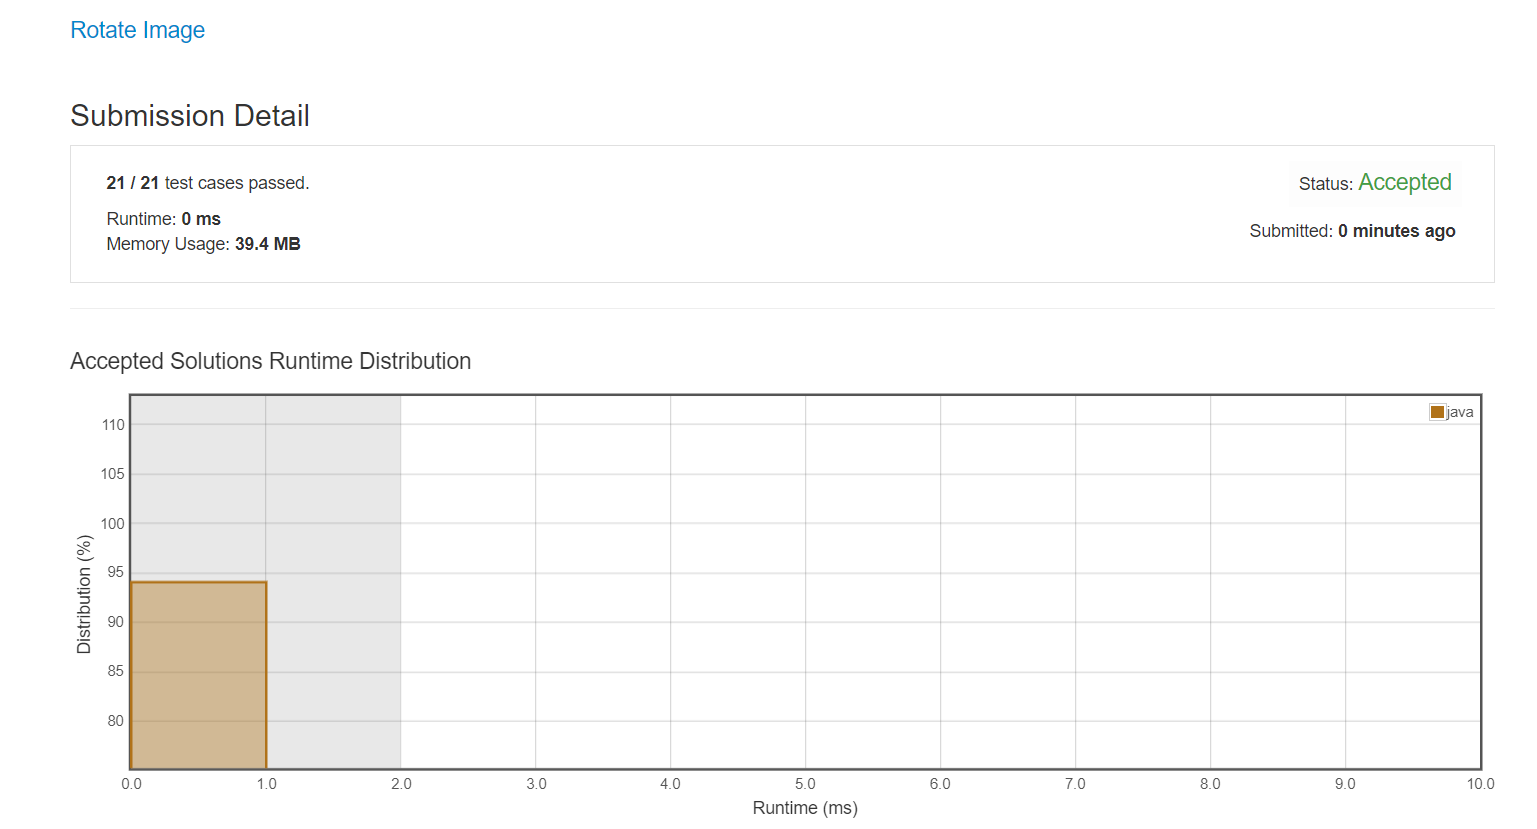 Rotate Image
Submission Detail
21 / 21 test cases passed.
Status: Accepted
Runtime: 0 ms
Submitted: 0 minutes ago
Memory Usage: 39.4 MB
Accepted Solutions Runtime Distribution
java
110
105
100
95
90
85
80
Distribution (%)
0.0 1.0 2.0 3.0 4.0 5.0 6.0 7.0 8.0 9.0 10.0
Runtime (ms)